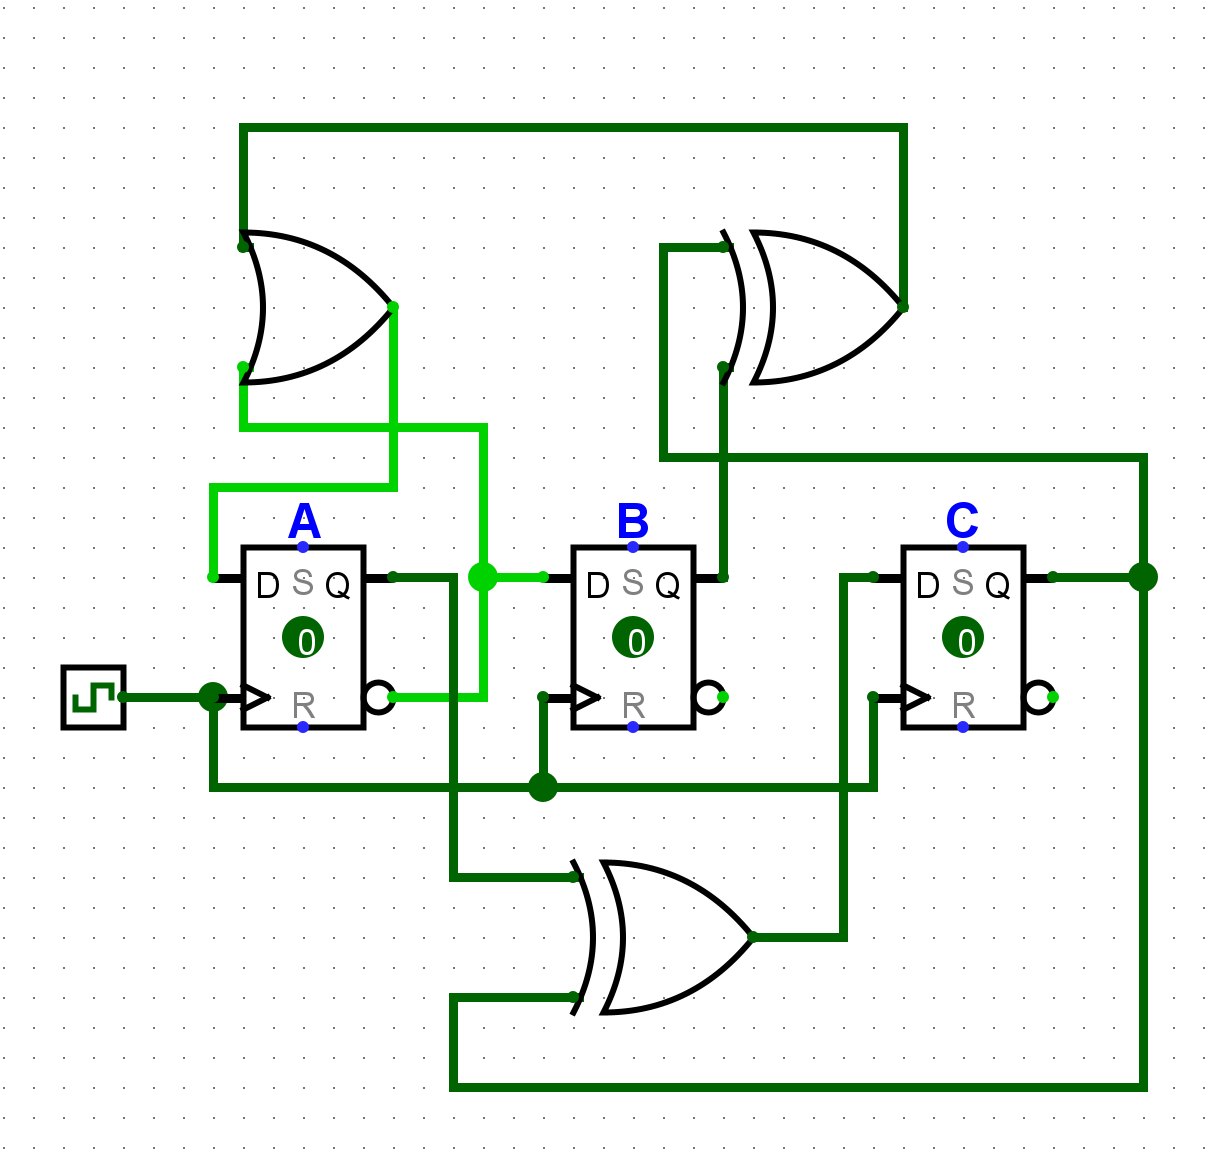 A B C
D S Q D S Q D S Q
0 0 0
R R R